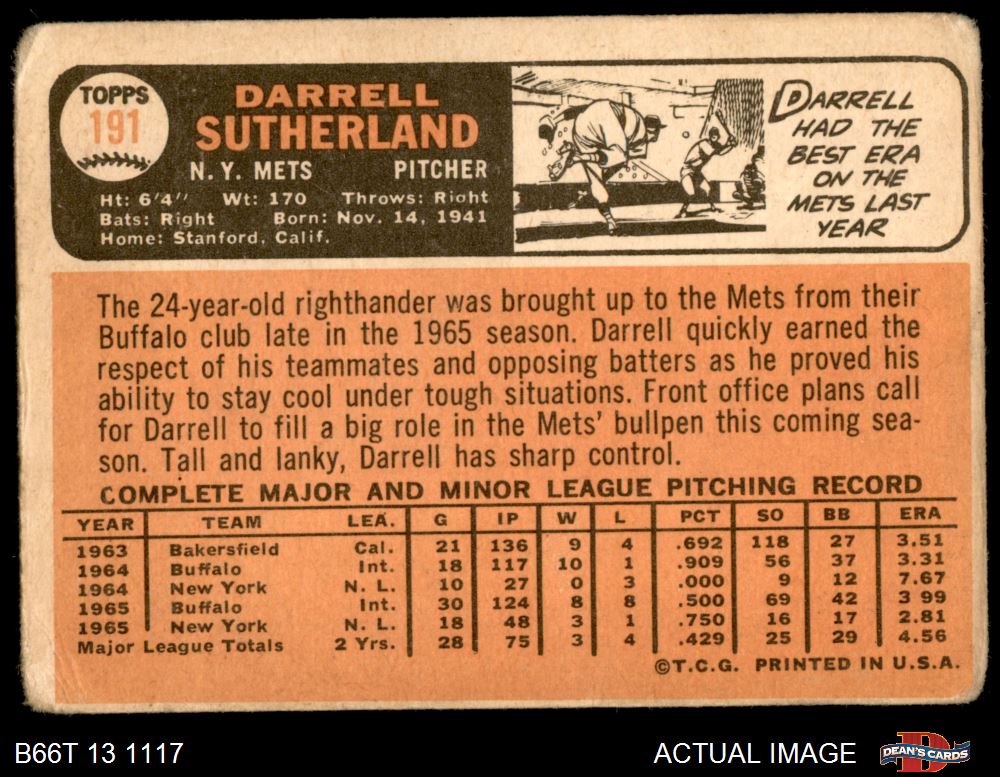 TOPPS
191
DARRELL
SUTHERLAND
N. Y. METS PITCHER
Ht: 6'4" Wt: 170 Throws: Right
Bats: Right Born: Nov. 14, 1941
Home: Stanford, Calif.
DARRELL
HAD THE
BEST ERA
ON THE
METS LAST
YEAR
The 24-year-old righthander was brought up to the Mets from their
Buffalo club late in the 1965 season. Darrell quickly earned the
respect of his teammates and opposing batters as he proved his
ability to stay cool under tough situations. Front office plans call
for Darrell to fill a big role in the Mets' bullpen this coming sea-
son. Tall and lanky, Darrell has sharp control.
COMPLETE MAJOR AND MINOR LEAGUE PITCHING RECORD
YEAR TEAM LEA. G IP W L PCT SO BB ERA
1963 Bakersfield Cal. 21 136 9 4 .692 118 27 3.51
1964 Buffalo Int. 18 117 10 1 .909 56 37 3.31
1964 New York N. L. 10 27 0 3 .000 9 12 7.67
1965 Buffalo Int. 30 124 8 8 .500 69 42 3 99
1965 New York N. L. 18 48 3 1 .750 16 17 2.81
Major League Totals 2 Yrs. 28 75 3 4 .429 25 29 4.56
©T.C.G. PRINTED IN U.S.A.
B66T 13 1117 ACTUAL IMAGE
D
DEAN'S CARDS